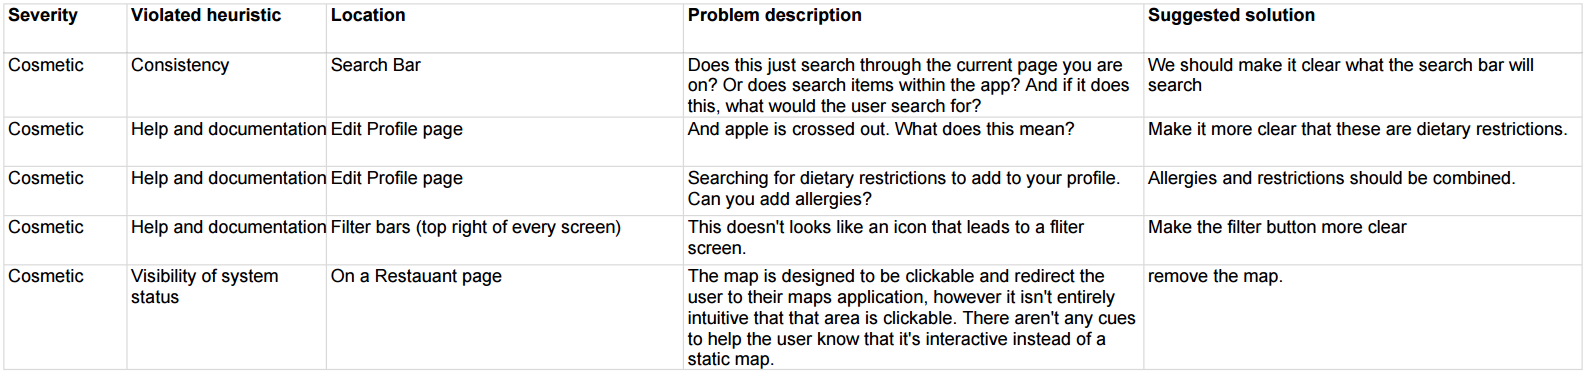 Severity Violated heuristic Location Problem description Suggested solution
Cosmetic Consistency Search Bar Does this just search through the current page you are We should make it clear what the search bar will
on? Or does search items within the app? And if it does search
this, what would the user search for?
Cosmetic Help and documentation Edit Profile page And apple is crossed out. What does this mean? Make it more clear that these are dietary restrictions.
Cosmetic Help and documentation Edit Profile page Searching for dietary restrictions to add to your profile. Allergies and restrictions should be combined.
Can you add allergies?
Cosmetic Help and documentation Filter bars (top right of every screen) This doesn't looks like an icon that leads to a fliter Make the filter button more clear
screen.
Cosmetic Visibility of system On a Restauant page The map is designed to be clickable and redirect the remove the map.
status user to their maps application, however it isn't entirely
intuitive that that area is clickable. There aren't any cues
to help the user know that it's interactive instead of a
static map.